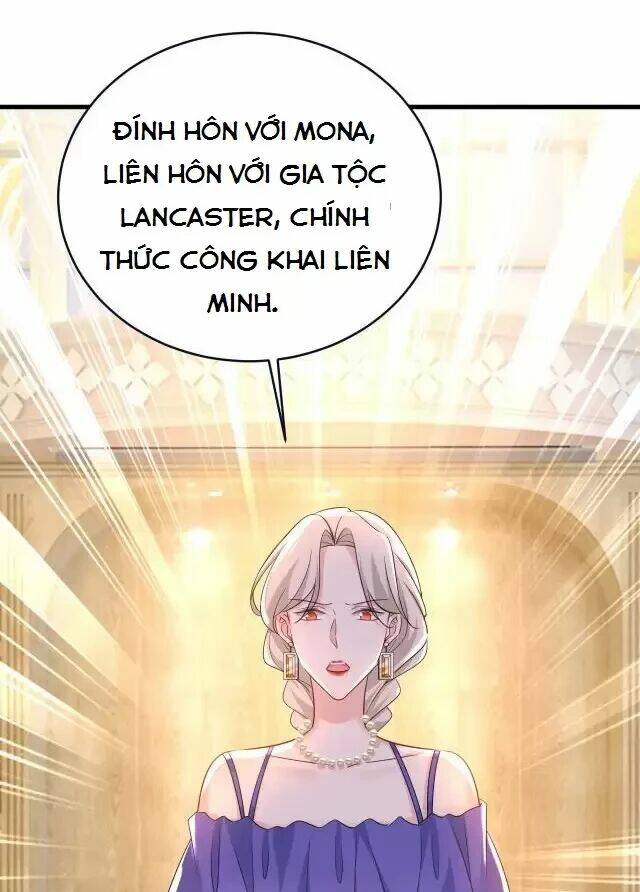 ĐÍNH HÔN VỚI MONA,
LIÊN HÔN VỚI GIA TỘC
LANCASTER, CHÍNH
THỨC CÔNG KHAI LIÊN
MINH.